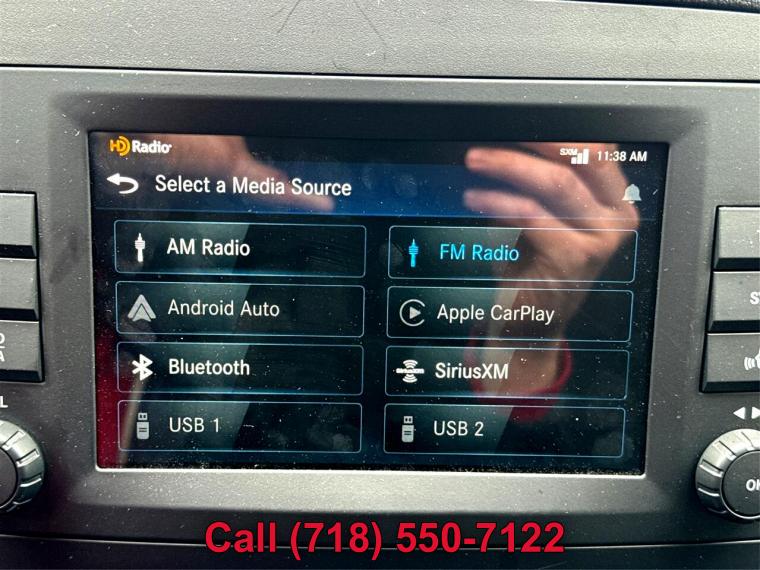 HD Radio
SXM 11:38 AM
Select a Media Source
AM Radio
FM Radio
Android Auto
Apple CarPlay
Bluetooth
SiriusXM
USB 1
USB 2
Call (718) 550-7122